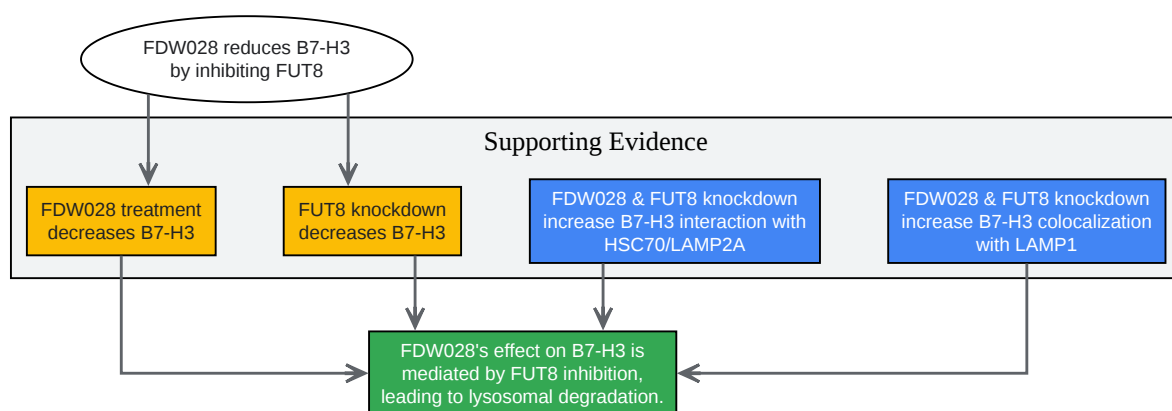 FDW028 reduces B7-H3
by inhibiting FUT8
Supporting Evidence
FDW028 treatment
decreases B7-H3
FUT8 knockdown
decreases B7-H3
FDW028 & FUT8 knockdown
increase B7-H3 interaction with
HSC70/LAMP2A
FDW028 & FUT8 knockdown
increase B7-H3 colocalization
with LAMP1
FDW028's effect on B7-H3 is
mediated by FUT8 inhibition,
leading to lysosomal degradation.